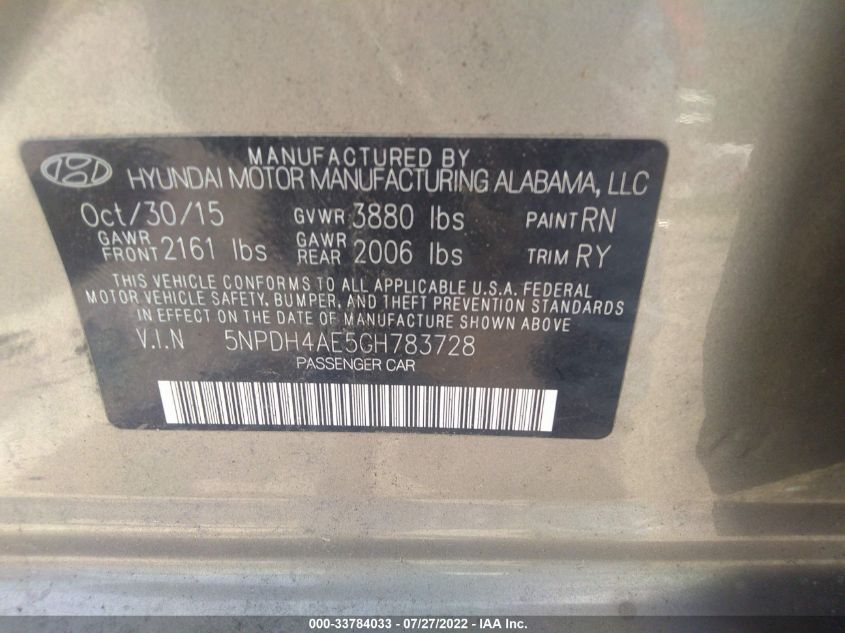 MANUFACTURED BY
HYUNDAI MOTOR MANUFACTURING ALABAMA, LLC
Oct/30/15 GVWR 3880 lbs PAINT RN
GAWR FRONT 2161 lbs GAWR REAR 2006 lbs TRIM RY
THIS VEHICLE CONFORMS TO ALL APPLICABLE U.S.A. FEDERAL
MOTOR VEHICLE SAFETY, BUMPER, AND THEFT PREVENTION STANDARDS
IN EFFECT ON THE DATE OF MANUFACTURE SHOWN ABOVE
V.I.N 5NPDH4AE5GH783728
PASSENGER CAR
000-33784033 - 07/27/2022 - IAA Inc.